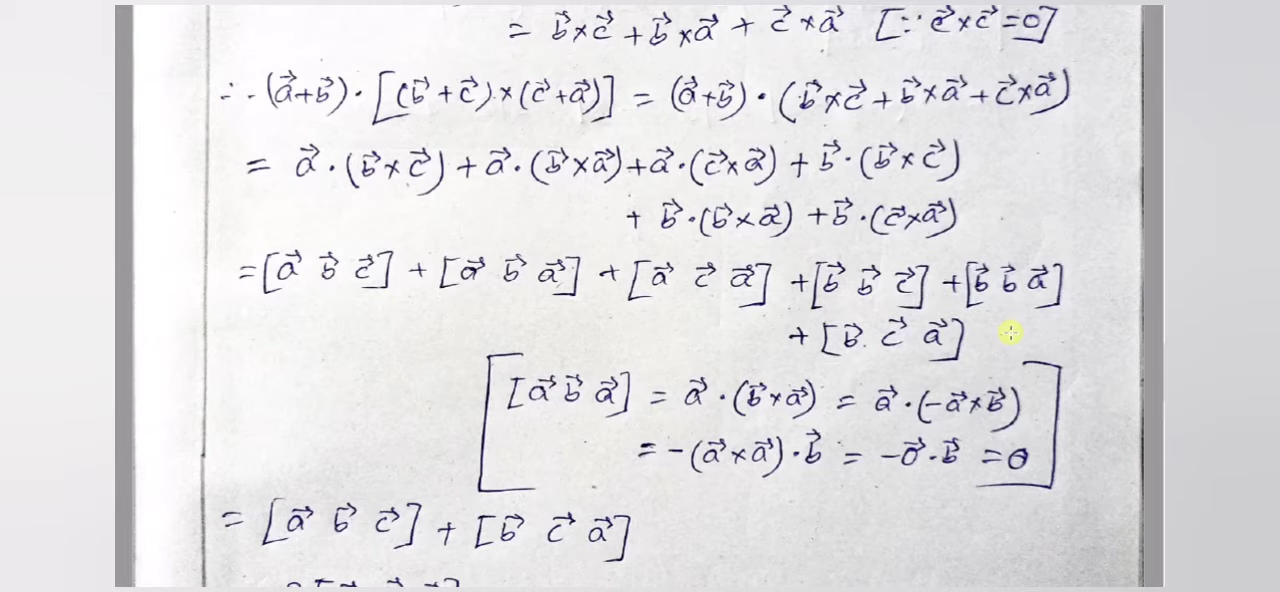 = b⃗×c⃗ + b⃗×a⃗ + c⃗×a⃗ [∵ c⃗×c⃗ =0]
∴ (a⃗+b⃗)·[(b⃗+c⃗)×(c⃗+a⃗)] = (a⃗+b⃗)·(b⃗×c⃗+b⃗×a⃗+c⃗×a⃗)
= a⃗·(b⃗×c⃗)+a⃗·(b⃗×a⃗)+a⃗·(c⃗×a⃗)+b⃗·(b⃗×c⃗)
+ b⃗·(b⃗×a⃗)+b⃗·(c⃗×a⃗)
=[a⃗ b⃗ c⃗]+[a⃗ b⃗ a⃗]+[a⃗ c⃗ a⃗]+[b⃗ b⃗ c⃗]+[b⃗ b⃗ a⃗]
+[b⃗ c⃗ a⃗]
[a⃗ b⃗ a⃗] = a⃗·(b⃗×a⃗) = a⃗·(-a⃗×b⃗)
=-(a⃗×a⃗)·b⃗ = -0⃗·b⃗ =0
= [a⃗ b⃗ c⃗]+[b⃗ c⃗ a⃗]